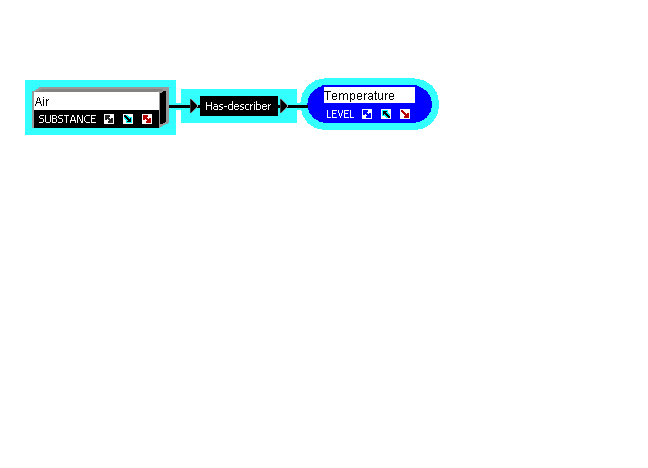 Air
SUBSTANCE
Has-describer
Temperature
LEVEL